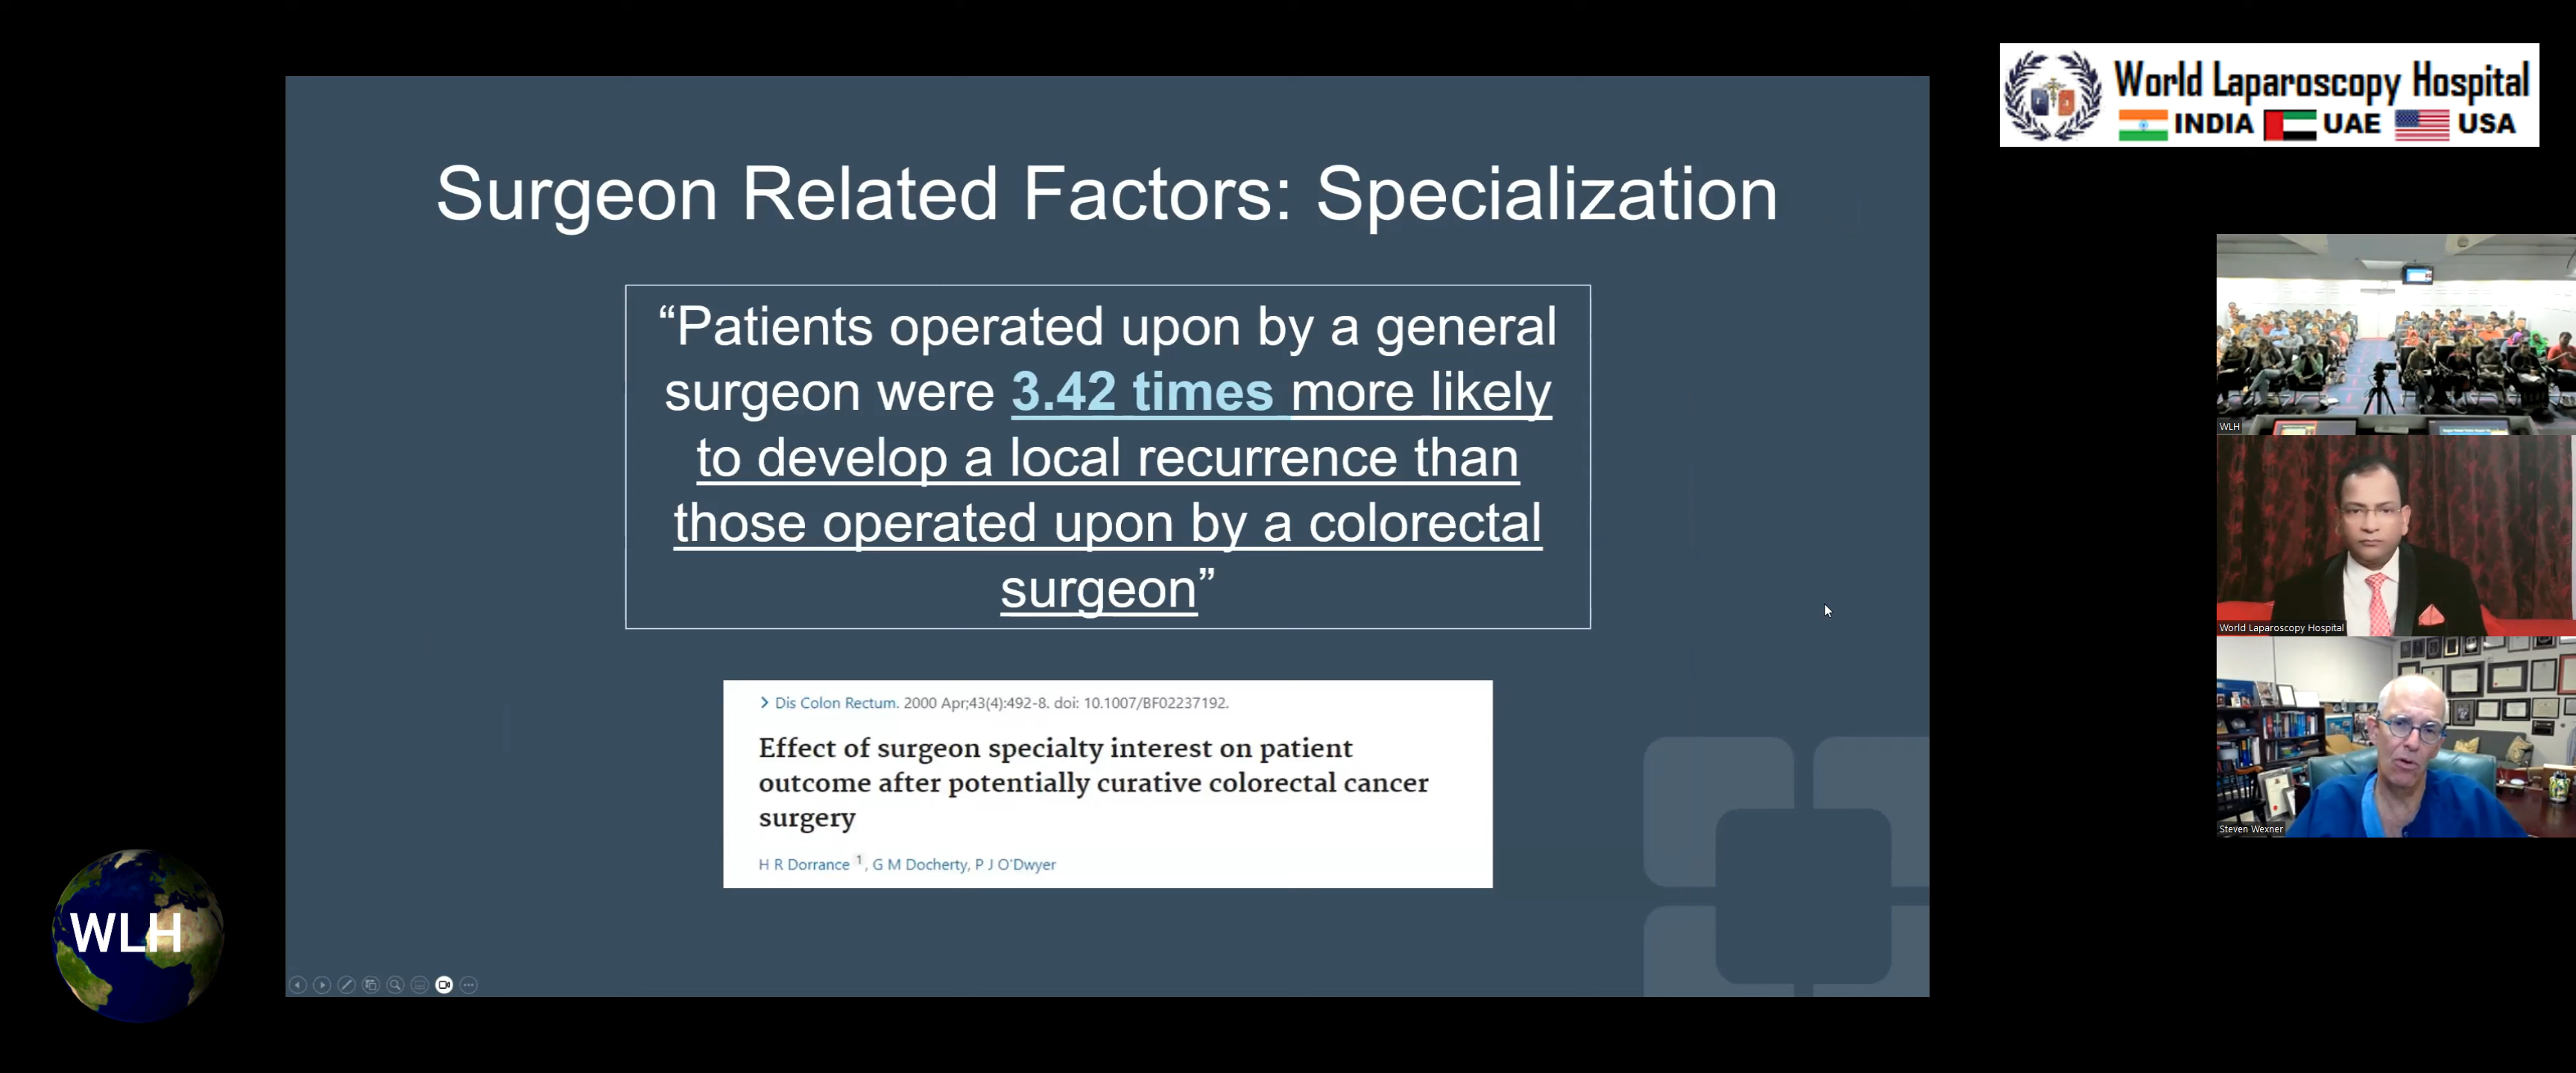 World Laparoscopy Hospital
INDIA UAE USA
Surgeon Related Factors: Specialization
“Patients operated upon by a general
surgeon were 3.42 times more likely
to develop a local recurrence than
those operated upon by a colorectal
surgeon”
> Dis Colon Rectum. 2000 Apr;43(4):492-8. doi: 10.1007/BF02237192.
Effect of surgeon specialty interest on patient
outcome after potentially curative colorectal cancer
surgery
H R Dorrance 1, G M Docherty, P J O'Dwyer
WLH
World Laparoscopy Hospital
Steven Wexner
WLH